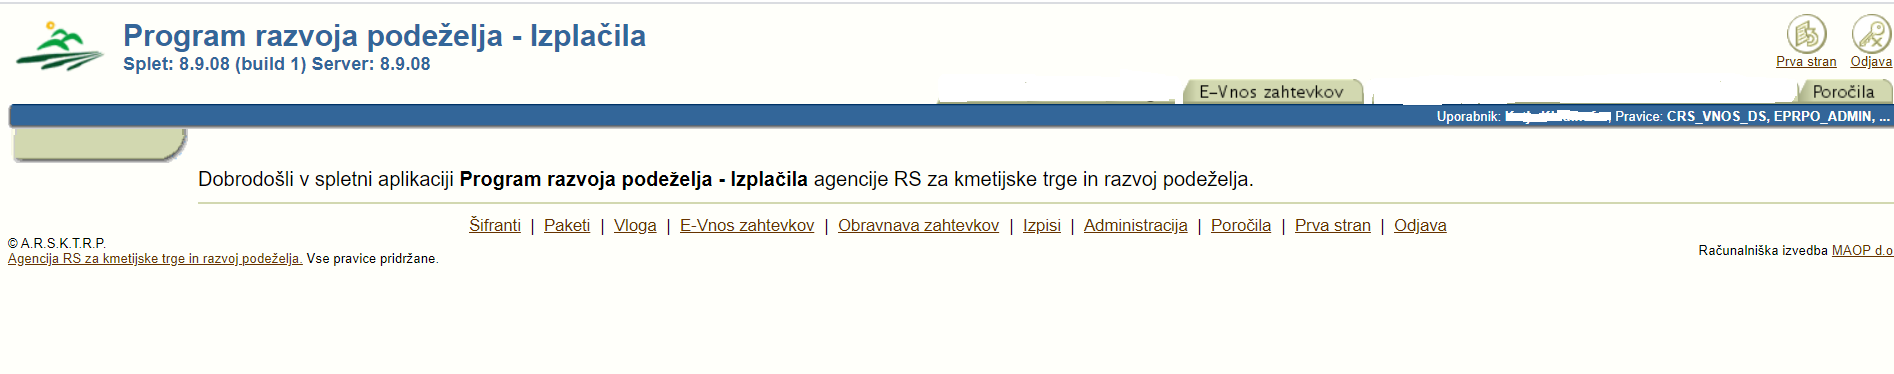 Program razvoja podeželja - Izplačila
Splet: 8.9.08 (build 1) Server: 8.9.08
Prva stran Odjava
E-Vnos zahtevkov Poročila
Uporabnik: Pravice: CRS_VNOS_DS, EPRPO_ADMIN, ...
Dobrodošli v spletni aplikaciji Program razvoja podeželja - Izplačila agencije RS za kmetijske trge in razvoj podeželja.
Šifranti | Paketi | Vloga | E-Vnos zahtevkov | Obravnava zahtevkov | Izpisi | Administracija | Poročila | Prva stran | Odjava
© A.R.S.K.T.R.P.
Agencija RS za kmetijske trge in razvoj podeželja. Vse pravice pridržane.
Računalniška izvedba MAOP d.o